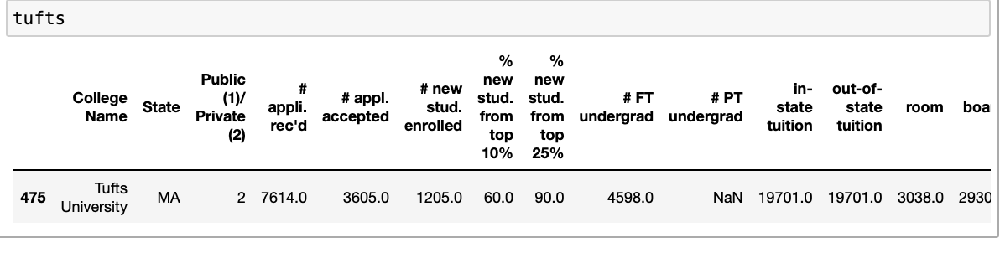 tufts
College Name State Public (1)/ Private (2) # appli. rec'd # appl. accepted # new stud. enrolled % new stud. from top 10% % new stud. from top 25% # FT undergrad # PT undergrad in-state tuition out-of-state tuition room boa
475 Tufts University MA 2 7614.0 3605.0 1205.0 60.0 90.0 4598.0 NaN 19701.0 19701.0 3038.0 2930